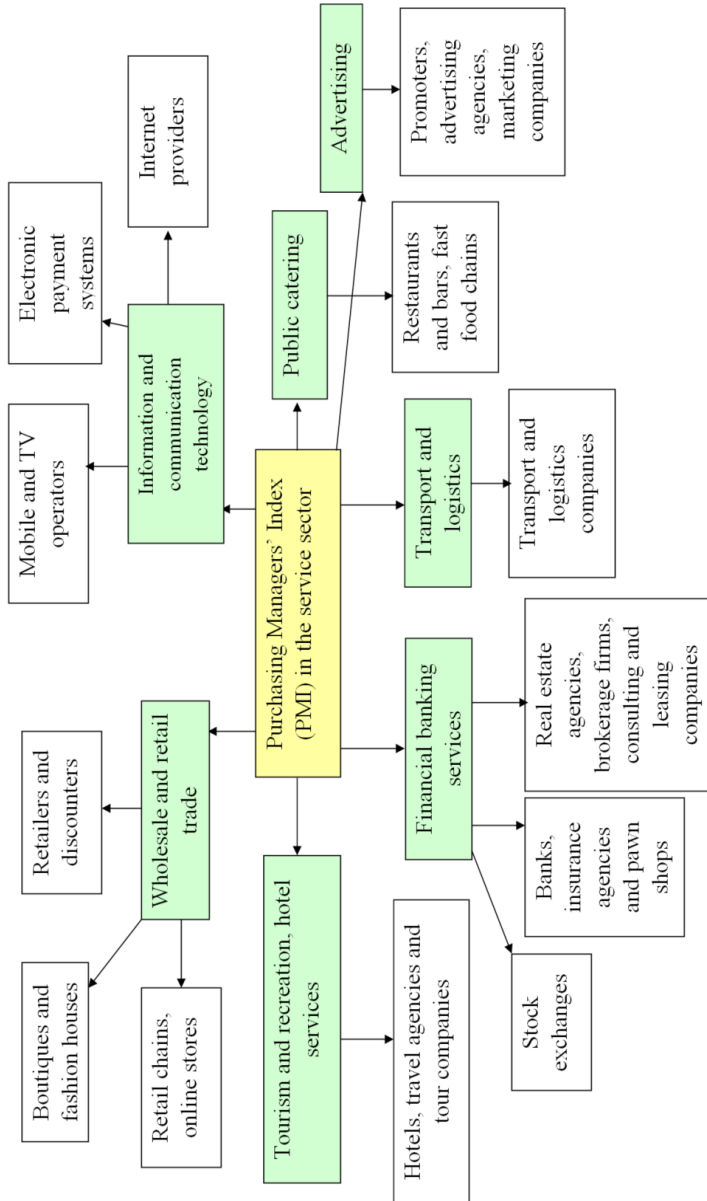 Boutiques and
fashion houses
Retailers and
discounters
Mobile and TV
operators
Electronic
payment
systems
Retail chains,
online stores
Wholesale and retail
trade
Information and
communication
technology
Internet
providers
Tourism and recreation, hotel
services
Purchasing Managers’ Index
(PMI) in the service sector
Public catering
Advertising
Hotels, travel agencies and
tour companies
Financial banking
services
Transport and
logistics
Restaurants
and bars, fast
food chains
Promoters,
advertising
agencies,
marketing
companies
Stock
exchanges
Banks,
insurance
agencies
and pawn
shops
Real estate
agencies,
brokerage firms,
consulting and
leasing
companies
Transport and
logistics
companies